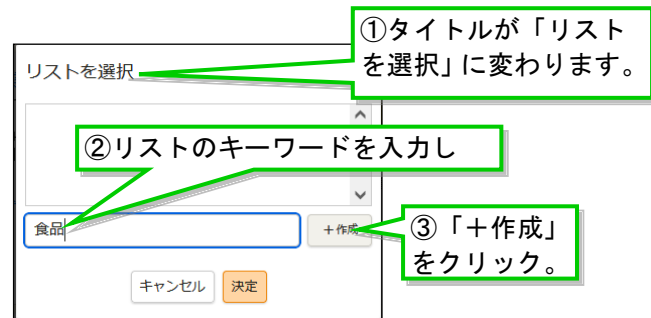 ①タイトルが「リスト
を選択」に変わります。
リストを選択
②リストのキーワードを入力し
食品
＋作成
③「＋作成」
をクリック。
キャンセル
決定